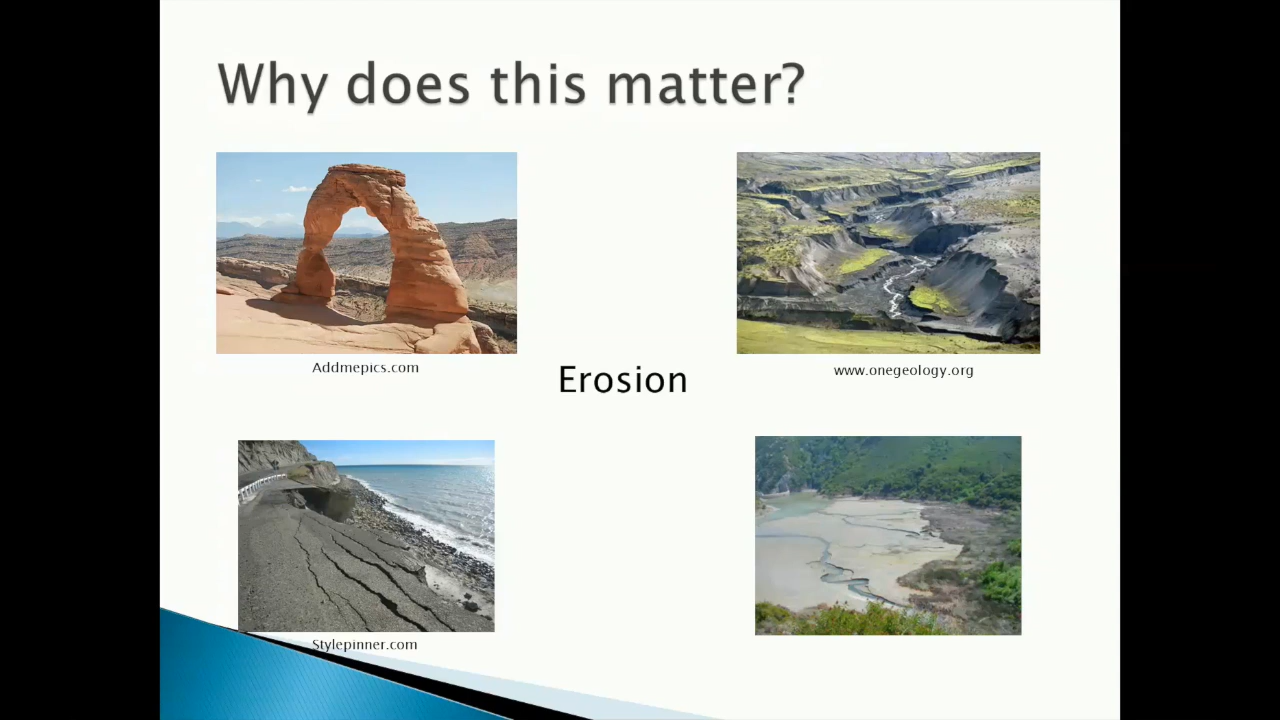 Why does this matter?
Addmepics.com
www.onegeology.org
Erosion
Stylepinner.com